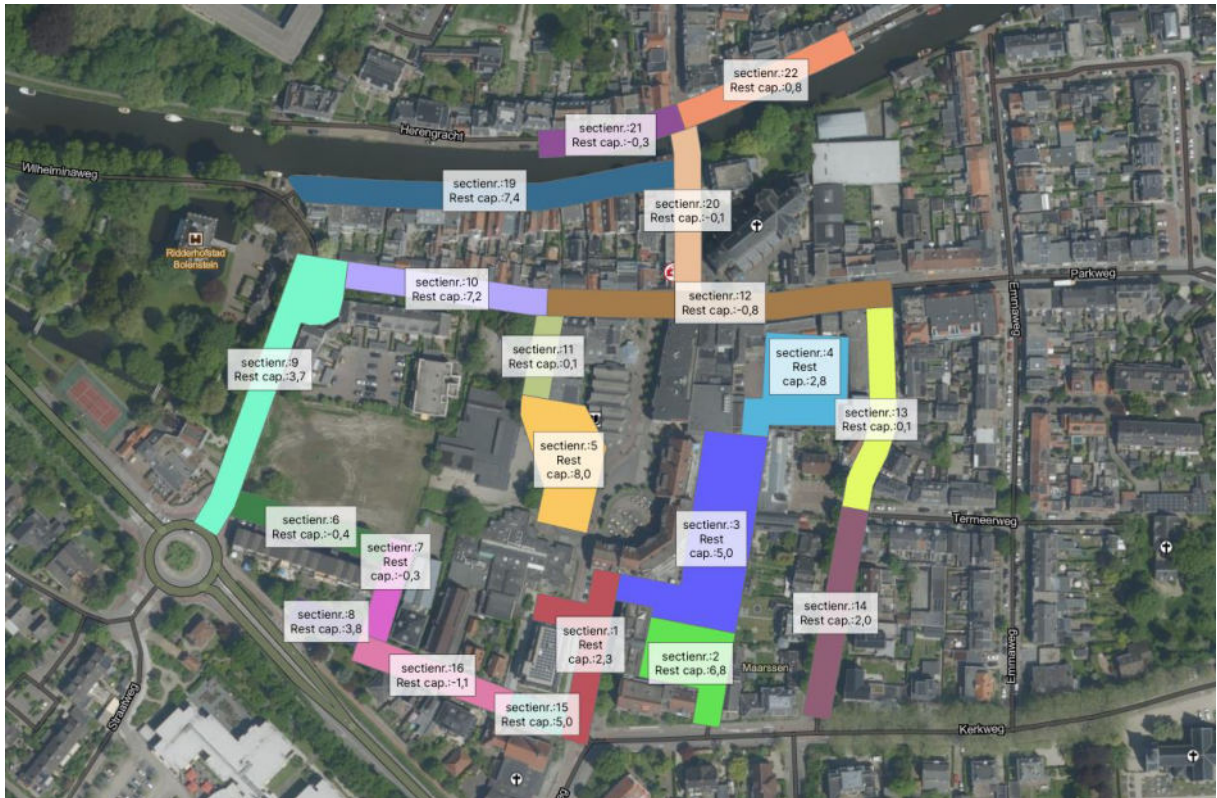 sectienr.:22
Rest cap.:0,8
Herengracht
sectienr.:21
Rest cap.:-0,3
Wilhelminaweg
sectienr.:19
Rest cap.:7,4
sectienr.:20
Rest cap.:-0,1
Ridderhofstad
Bolenstein
sectienr.:10
Rest cap.:7,2
sectienr.:12
Rest cap.:-0,8
Parkweg
Emmaweg
sectienr.:9
Rest cap.:3,7
sectienr.:11
Rest cap.:0,1
sectienr.:4
Rest
cap.:2,8
sectienr.:13
Rest cap.:0,1
sectienr.:5
Rest
cap.:8,0
sectienr.:6
Rest cap.:-0,4
sectienr.:7
Rest
cap.:-0,3
sectienr.:3
Rest
cap.:5,0
Termeerweg
sectienr.:8
Rest cap.:3,8
sectienr.:14
Rest cap.:2,0
sectienr.:1
Rest
cap.:2,3
sectienr.:2
Rest cap.:6,8
Maarssen
Emmaweg
sectienr.:16
Rest cap.:-1,1
sectienr.:15
Rest cap.:5,0
Straatweg
Kerkweg